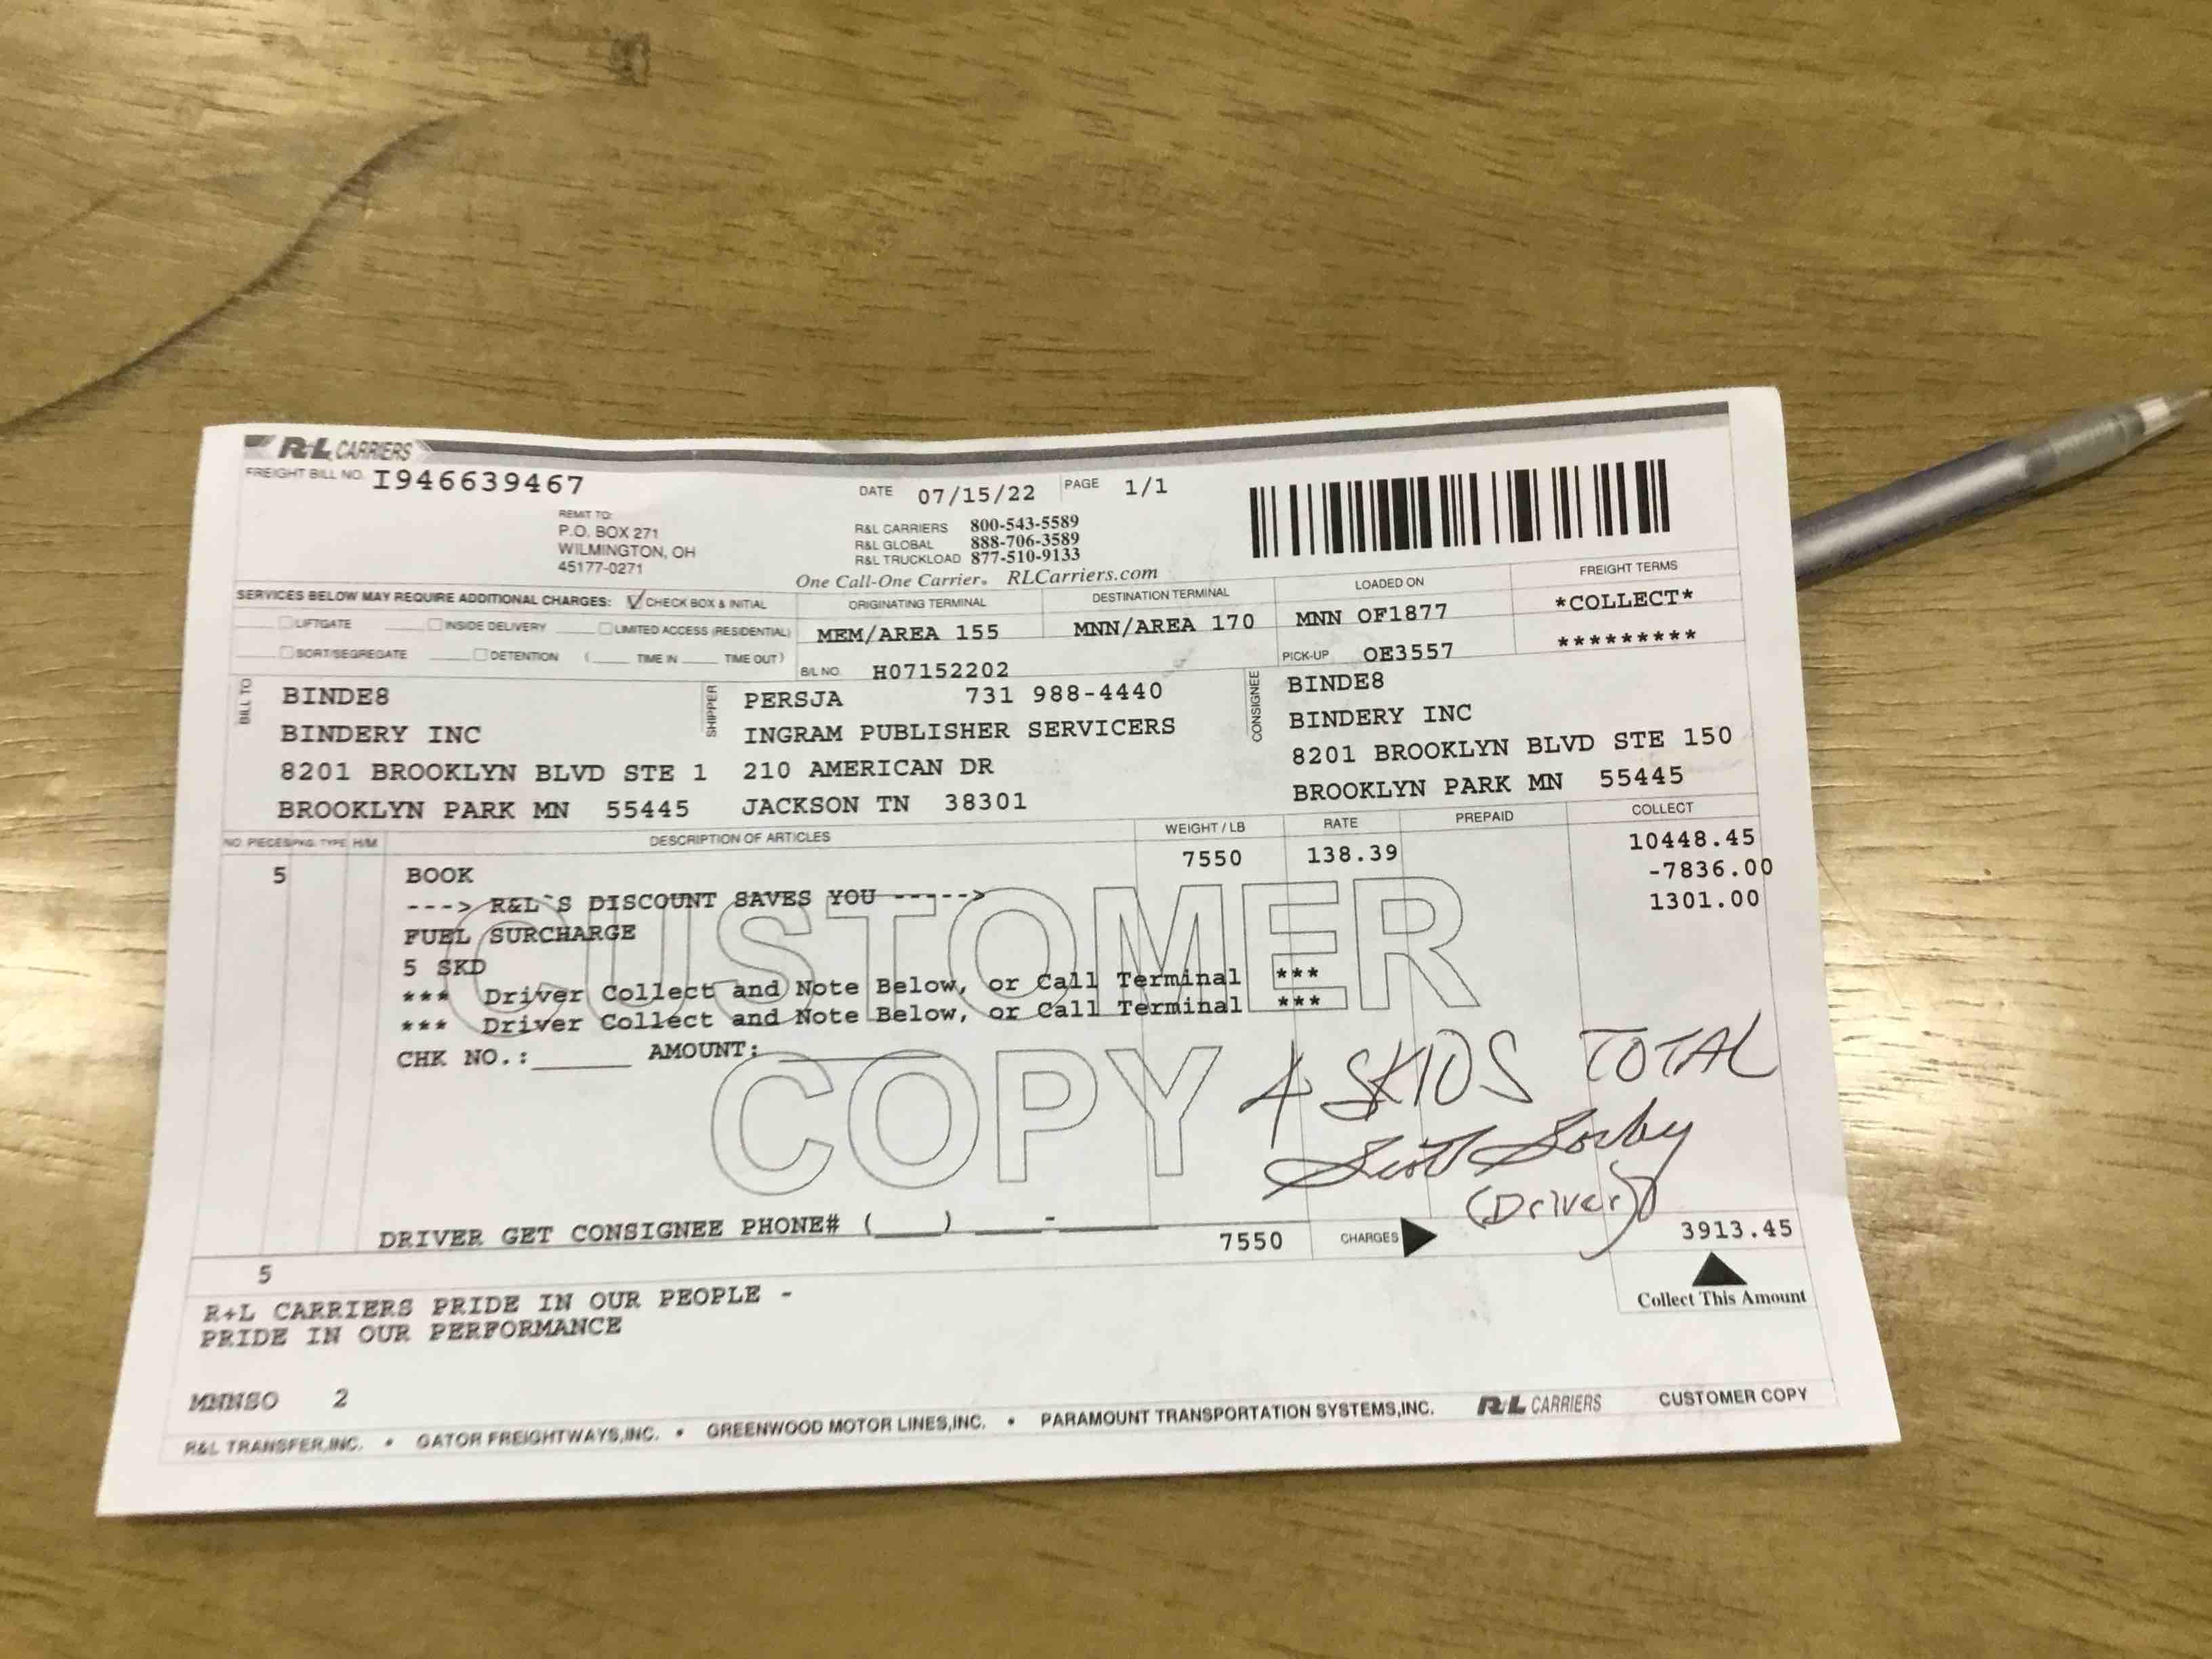 R+L CARRIERS
FREIGHT BILL NO. I946639467
DATE 07/15/22 PAGE 1/1
REMIT TO:
P.O. BOX 271
WILMINGTON, OH
45177-0271
R&L CARRIERS 800-543-5589
R&L GLOBAL 888-706-3589
R&L TRUCKLOAD 877-510-9133
One Call-One Carrier. RLCarriers.com
SERVICES BELOW MAY REQUIRE ADDITIONAL CHARGES: CHECK BOX & INITIAL
LIFTGATE INSIDE DELIVERY LIMITED ACCESS (RESIDENTIAL)
SORT/SEGREGATE DETENTION ( TIME IN TIME OUT )
ORIGINATING TERMINAL DESTINATION TERMINAL LOADED ON FREIGHT TERMS
MEM/AREA 155 MNN/AREA 170 MNN OF1877 *COLLECT*
B/L NO. H07152202 PICK-UP OE3557 *********
BILL TO
BINDE8
BINDERY INC
8201 BROOKLYN BLVD STE 1
BROOKLYN PARK MN 55445
SHIPPER
PERSJA 731 988-4440
INGRAM PUBLISHER SERVICERS
210 AMERICAN DR
JACKSON TN 38301
CONSIGNEE
BINDE8
BINDERY INC
8201 BROOKLYN BLVD STE 150
BROOKLYN PARK MN 55445
NO. PIECES PKG. TYPE H/M DESCRIPTION OF ARTICLES WEIGHT / LB RATE PREPAID COLLECT
5 BOOK 7550 138.39 10448.45
---> R&L`S DISCOUNT SAVES YOU -----> -7836.00
FUEL SURCHARGE 1301.00
5 SKD
*** Driver Collect and Note Below, or Call Terminal ***
*** Driver Collect and Note Below, or Call Terminal ***
CHK NO.:______ AMOUNT:__________
CUSTOMER
COPY
4 SKIDS TOTAL
Scott Sorby
(Driver)
DRIVER GET CONSIGNEE PHONE# (____) ____-______
5 7550 CHARGES 3913.45
Collect This Amount
R+L CARRIERS PRIDE IN OUR PEOPLE -
PRIDE IN OUR PERFORMANCE
MNNSO 2
R&L TRANSFER,INC. • GATOR FREIGHTWAYS,INC. • GREENWOOD MOTOR LINES,INC. • PARAMOUNT TRANSPORTATION SYSTEMS,INC. R+L CARRIERS CUSTOMER COPY